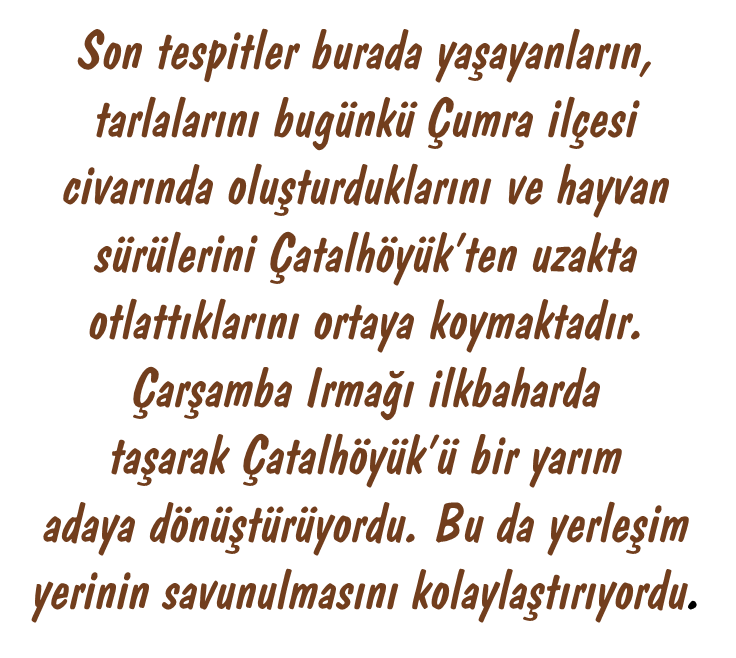 Son tespitler burada yaşayanların,
tarlalarını bugünkü Çumra ilçesi
civarında oluşturduklarını ve hayvan
sürülerini Çatalhöyük'ten uzakta
otlattıklarını ortaya koymaktadır.
Çarşamba Irmağı ilkbaharda
taşarak Çatalhöyük'ü bir yarım
adaya dönüştürüyordu. Bu da yerleşim
yerinin savunulmasını kolaylaştırıyordu.